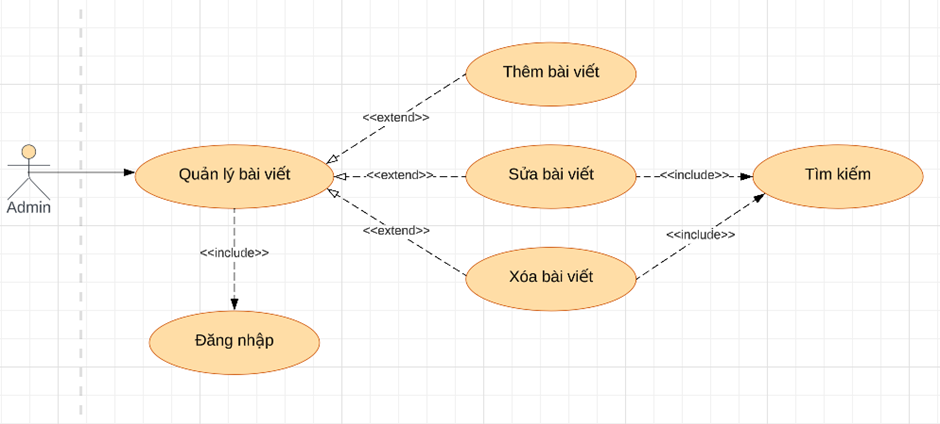 Thêm bài viết
<<extend>>
Admin
Quản lý bài viết
<<extend>>
Sửa bài viết
<<include>>
Tìm kiếm
<<extend>>
<<include>>
<<include>>
Xóa bài viết
Đăng nhập